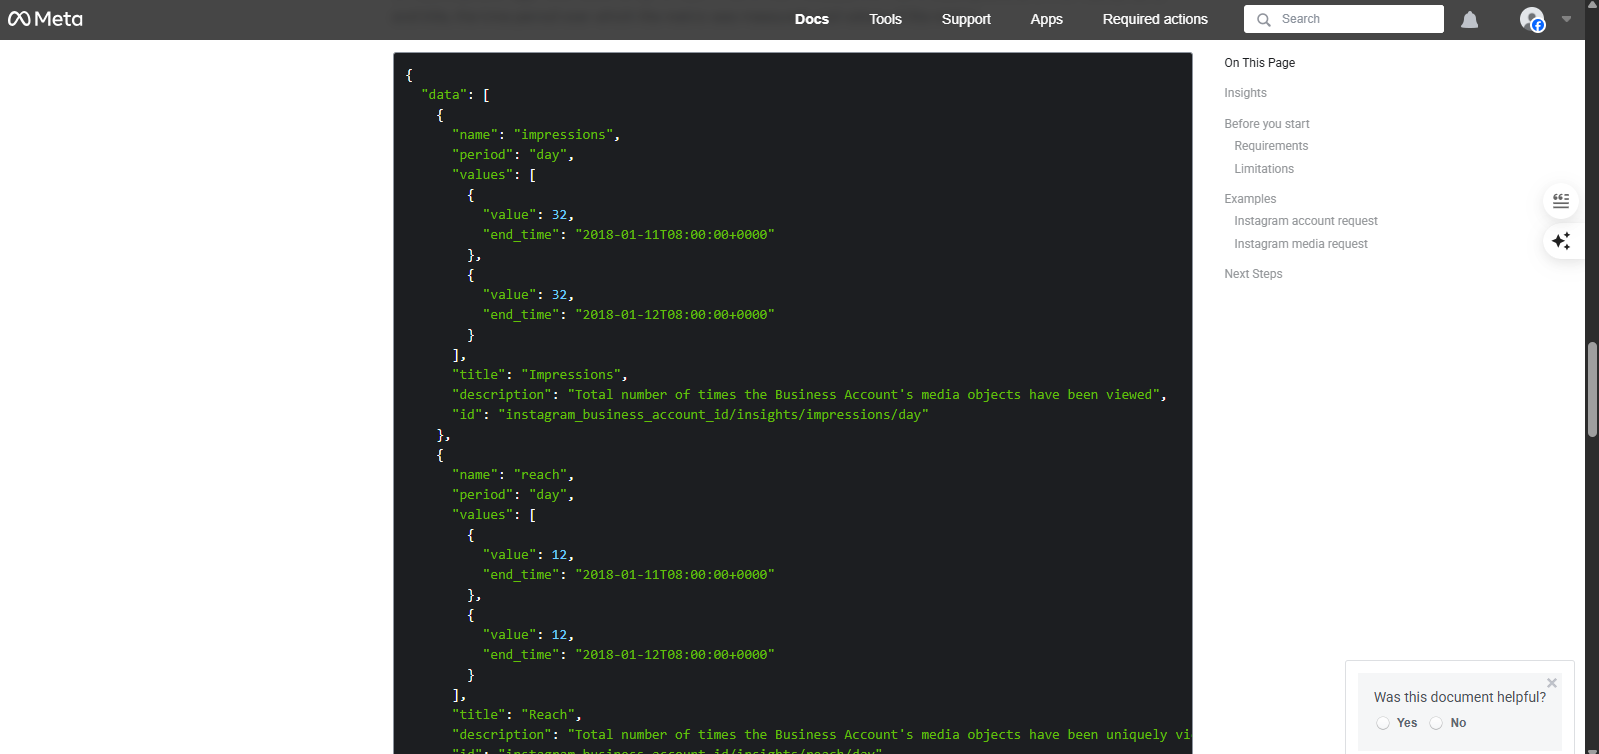 Meta
Docs Tools Support Apps Required actions Search
{
"data": [
{
"name": "impressions",
"period": "day",
"values": [
{
"value": 32,
"end_time": "2018-01-11T08:00:00+0000"
},
{
"value": 32,
"end_time": "2018-01-12T08:00:00+0000"
}
],
"title": "Impressions",
"description": "Total number of times the Business Account's media objects have been viewed",
"id": "instagram_business_account_id/insights/impressions/day"
},
{
"name": "reach",
"period": "day",
"values": [
{
"value": 12,
"end_time": "2018-01-11T08:00:00+0000"
},
{
"value": 12,
"end_time": "2018-01-12T08:00:00+0000"
}
],
"title": "Reach",
"description": "Total number of times the Business Account's media objects have been uniquely vi
"id": "instagram_business_account_id/insights/reach/day"
On This Page
Insights
Before you start
Requirements
Limitations
Examples
Instagram account request
Instagram media request
Next Steps
Was this document helpful?
Yes No